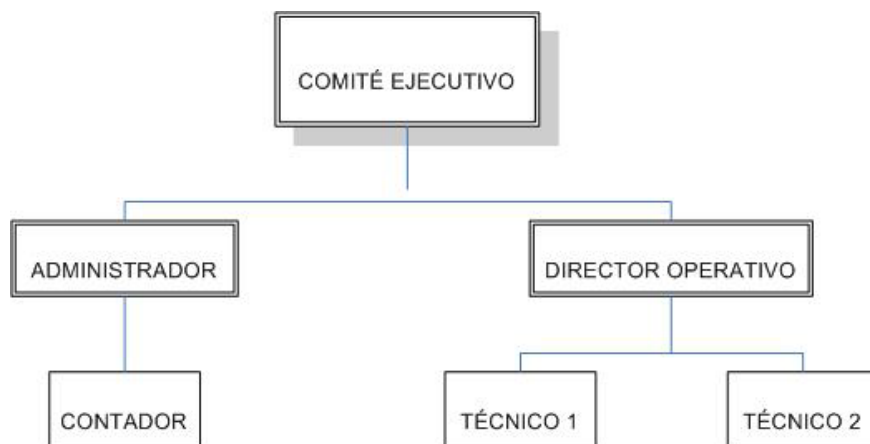 COMITÉ EJECUTIVO
ADMINISTRADOR
DIRECTOR OPERATIVO
CONTADOR
TÉCNICO 1
TÉCNICO 2